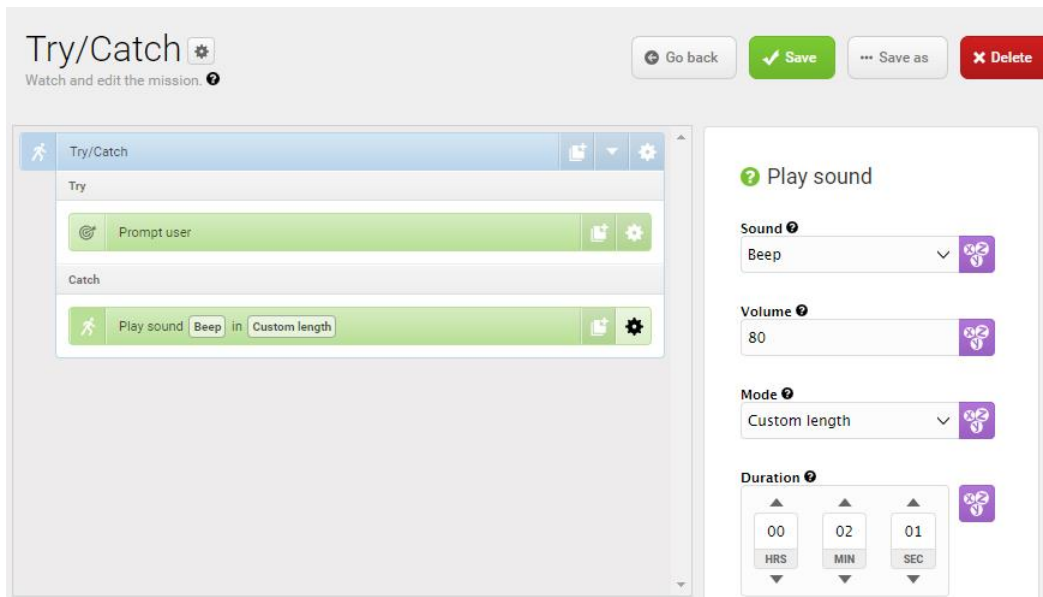 Try/Catch
Watch and edit the mission.
Go back
Save
Save as
Delete
Try/Catch
Try
Prompt user
Catch
Play sound Beep in Custom length
Play sound
Sound
Beep
Volume
80
Mode
Custom length
Duration
00 02 01
HRS MIN SEC